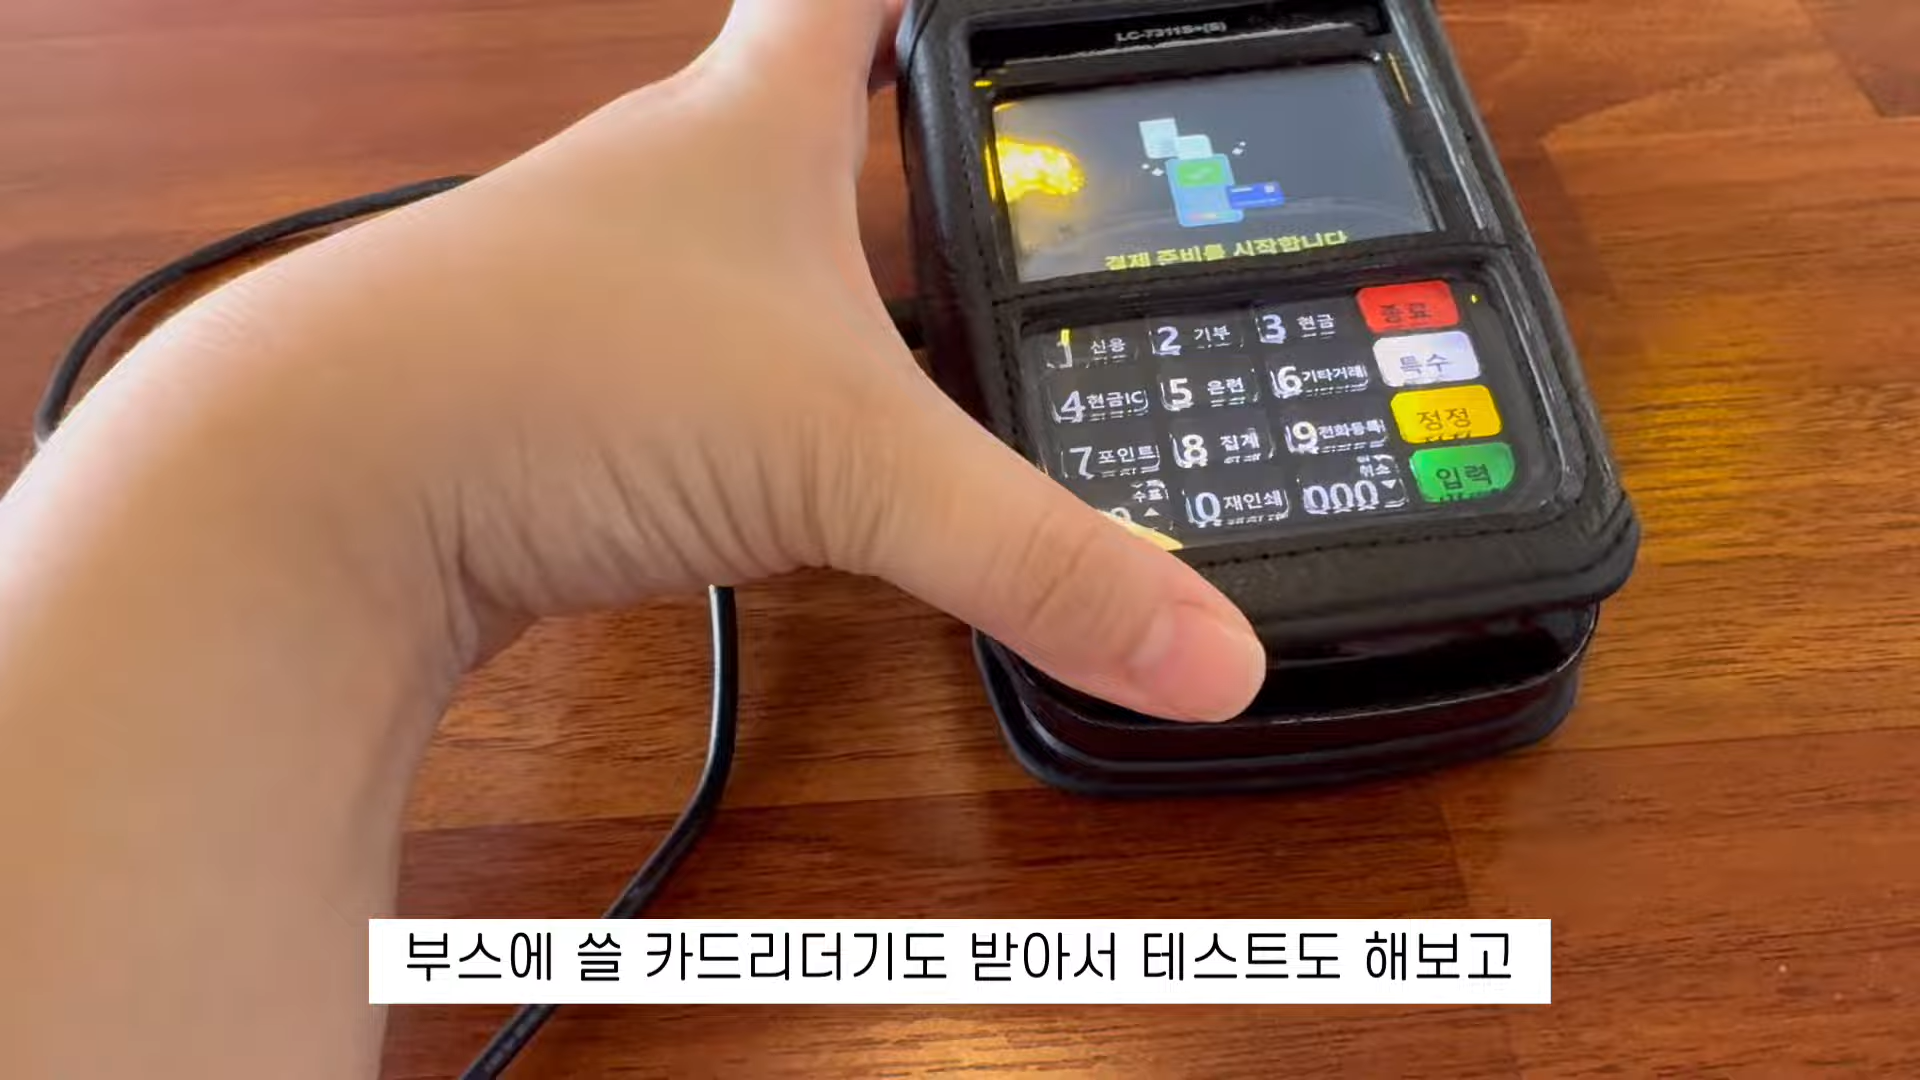 LC-7311S+(S)
결제 준비를 시작합니다
1 신용 2 기부 3 현금 종료
4 현금IC 5 은련 6 기타거래 특수
7 포인트 8 집계 9 전화등록 정정
수표 0 재인쇄 000 취소 입력
부스에 쓸 카드리더기도 받아서 테스트도 해보고